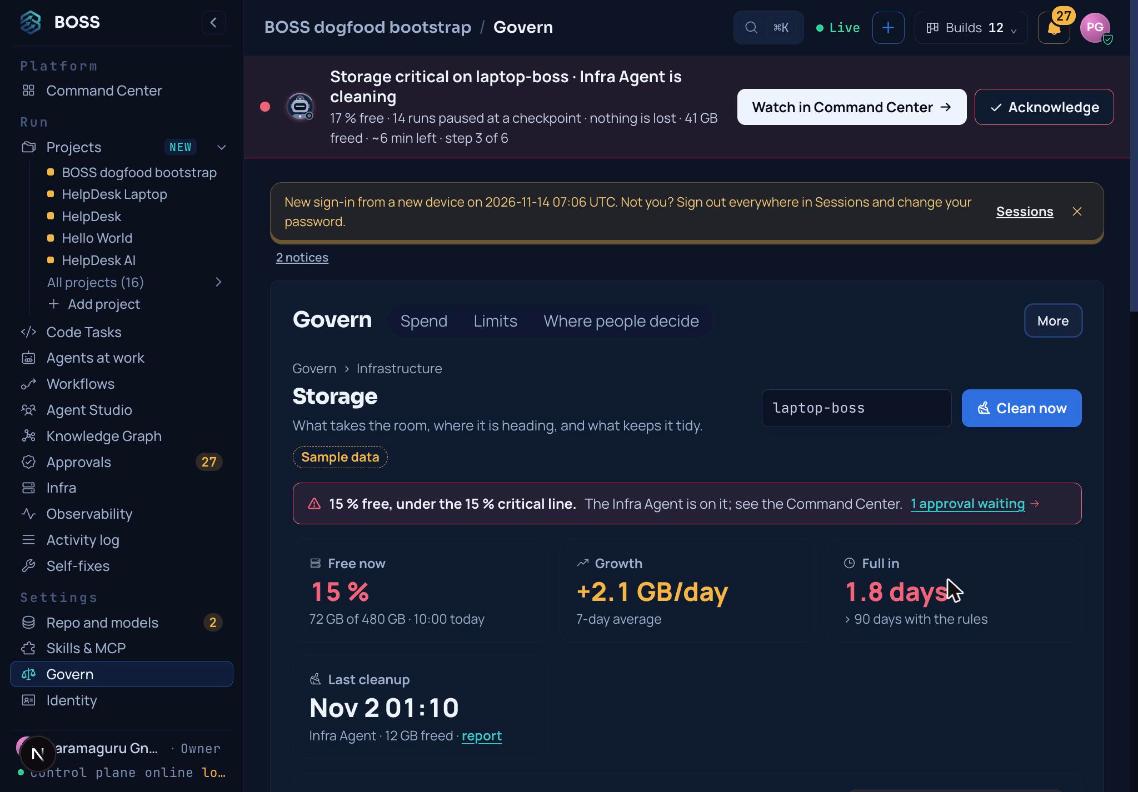 BOSS
BOSS dogfood bootstrap / Govern
⌘K
Live
Builds 12
27
PG
Platform
Command Center
Run
Projects NEW
BOSS dogfood bootstrap
HelpDesk Laptop
HelpDesk
Hello World
HelpDesk AI
All projects (16)
+ Add project
Code Tasks
Agents at work
Workflows
Agent Studio
Knowledge Graph
Approvals 27
Infra
Observability
Activity log
Self-fixes
Settings
Repo and models 2
Skills & MCP
Govern
Identity
aramaguru Gn… · Owner
control plane online lo…
N
Storage critical on laptop-boss · Infra Agent is
cleaning
17 % free · 14 runs paused at a checkpoint · nothing is lost · 41 GB
freed · ~6 min left · step 3 of 6
Watch in Command Center →
Acknowledge
New sign-in from a new device on 2026-11-14 07:06 UTC. Not you? Sign out everywhere in Sessions and change your
password.
Sessions
2 notices
Govern Spend Limits Where people decide
More
Govern › Infrastructure
Storage
What takes the room, where it is heading, and what keeps it tidy.
laptop-boss
Clean now
Sample data
15 % free, under the 15 % critical line. The Infra Agent is on it; see the Command Center. 1 approval waiting →
Free now
15 %
72 GB of 480 GB · 10:00 today
Growth
+2.1 GB/day
7-day average
Full in
1.8 days
> 90 days with the rules
Last cleanup
Nov 2 01:10
Infra Agent · 12 GB freed · report